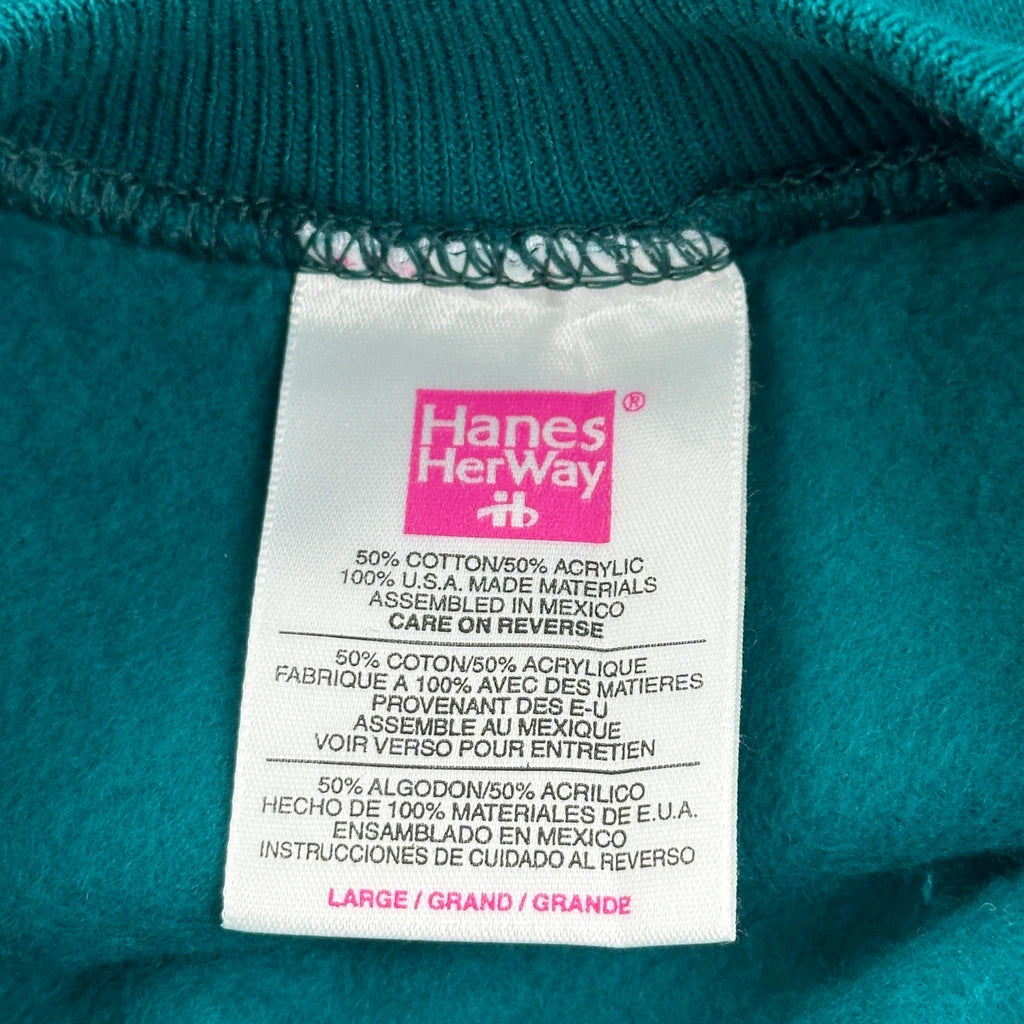 Hanes®
HerWay
50% COTTON/50% ACRYLIC
100% U.S.A. MADE MATERIALS
ASSEMBLED IN MEXICO
CARE ON REVERSE
50% COTON/50% ACRYLIQUE
FABRIQUE A 100% AVEC DES MATIERES
PROVENANT DES E-U
ASSEMBLE AU MEXIQUE
VOIR VERSO POUR ENTRETIEN
50% ALGODON/50% ACRILICO
HECHO DE 100% MATERIALES DE E.U.A.
ENSAMBLADO EN MEXICO
INSTRUCCIONES DE CUIDADO AL REVERSO
LARGE / GRAND / GRANDE